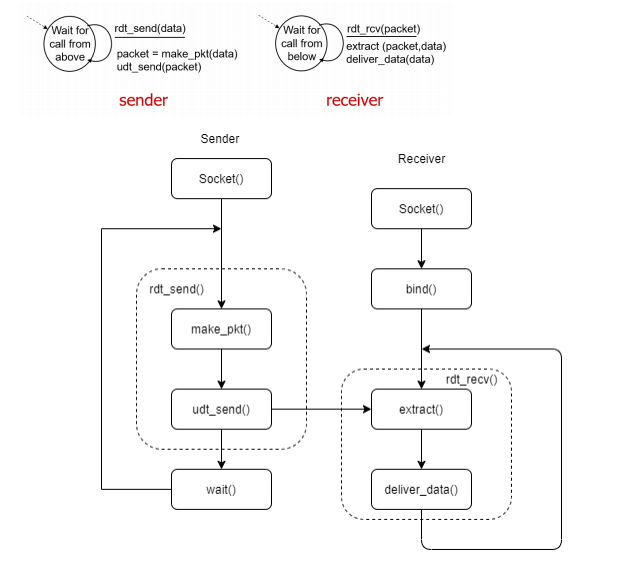 Wait for
call from
above
rdt_send(data)
packet = make_pkt(data)
udt_send(packet)
sender
Wait for
call from
below
rdt_rcv(packet)
extract (packet,data)
deliver_data(data)
receiver
Sender
Socket()
rdt_send()
make_pkt()
udt_send()
wait()
Receiver
Socket()
bind()
rdt_recv()
extract()
deliver_data()